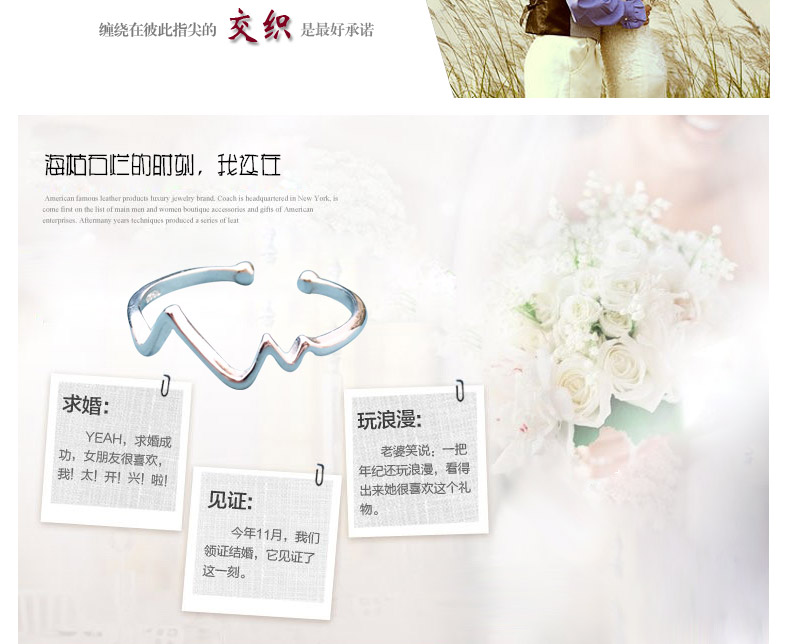 缠绕在彼此指尖的 交织 是最好承诺
海枯石烂的时刻，我还在
American famous leather products luxury jewelry brand. Coach is headquartered in New York, is
come first on the list of main men and women boutique accessories and gifts of American
enterprises. Aftermany years techniques produced a series of leat
求婚：
YEAH，求婚成
功，女朋友很喜欢，
我！太！开！兴！啦！
见证：
今年11月，我们
领证结婚，它见证了
这一刻。
玩浪漫：
老婆笑说：一把
年纪还玩浪漫，看得
出来她很喜欢这个礼
物。